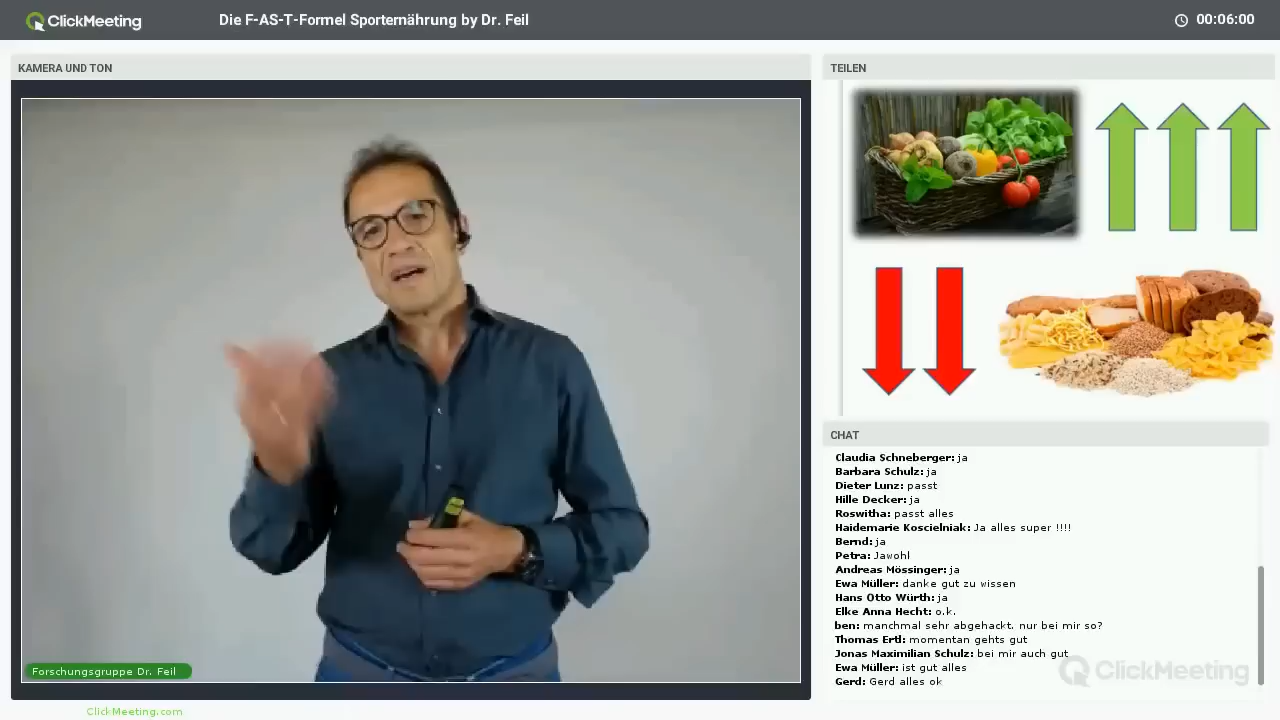 ClickMeeting
Die F-AS-T-Formel Sporternährung by Dr. Feil
00:06:00
KAMERA UND TON
Forschungsgruppe Dr. Feil
ClickMeeting.com
TEILEN
CHAT
Claudia Schneberger: ja
Barbara Schulz: ja
Dieter Lunz: passt
Hille Decker: ja
Roswitha: passt alles
Haidemarie Koscielniak: Ja alles super !!!!
Bernd: ja
Petra: Jawohl
Andreas Mössinger: ja
Ewa Müller: danke gut zu wissen
Hans Otto Würth: ja
Elke Anna Hecht: o.k.
ben: manchmal sehr abgehackt. nur bei mir so?
Thomas Ertl: momentan gehts gut
Jonas Maximilian Schulz: bei mir auch gut
Ewa Müller: ist gut alles
Gerd: Gerd alles ok
ClickMeeting